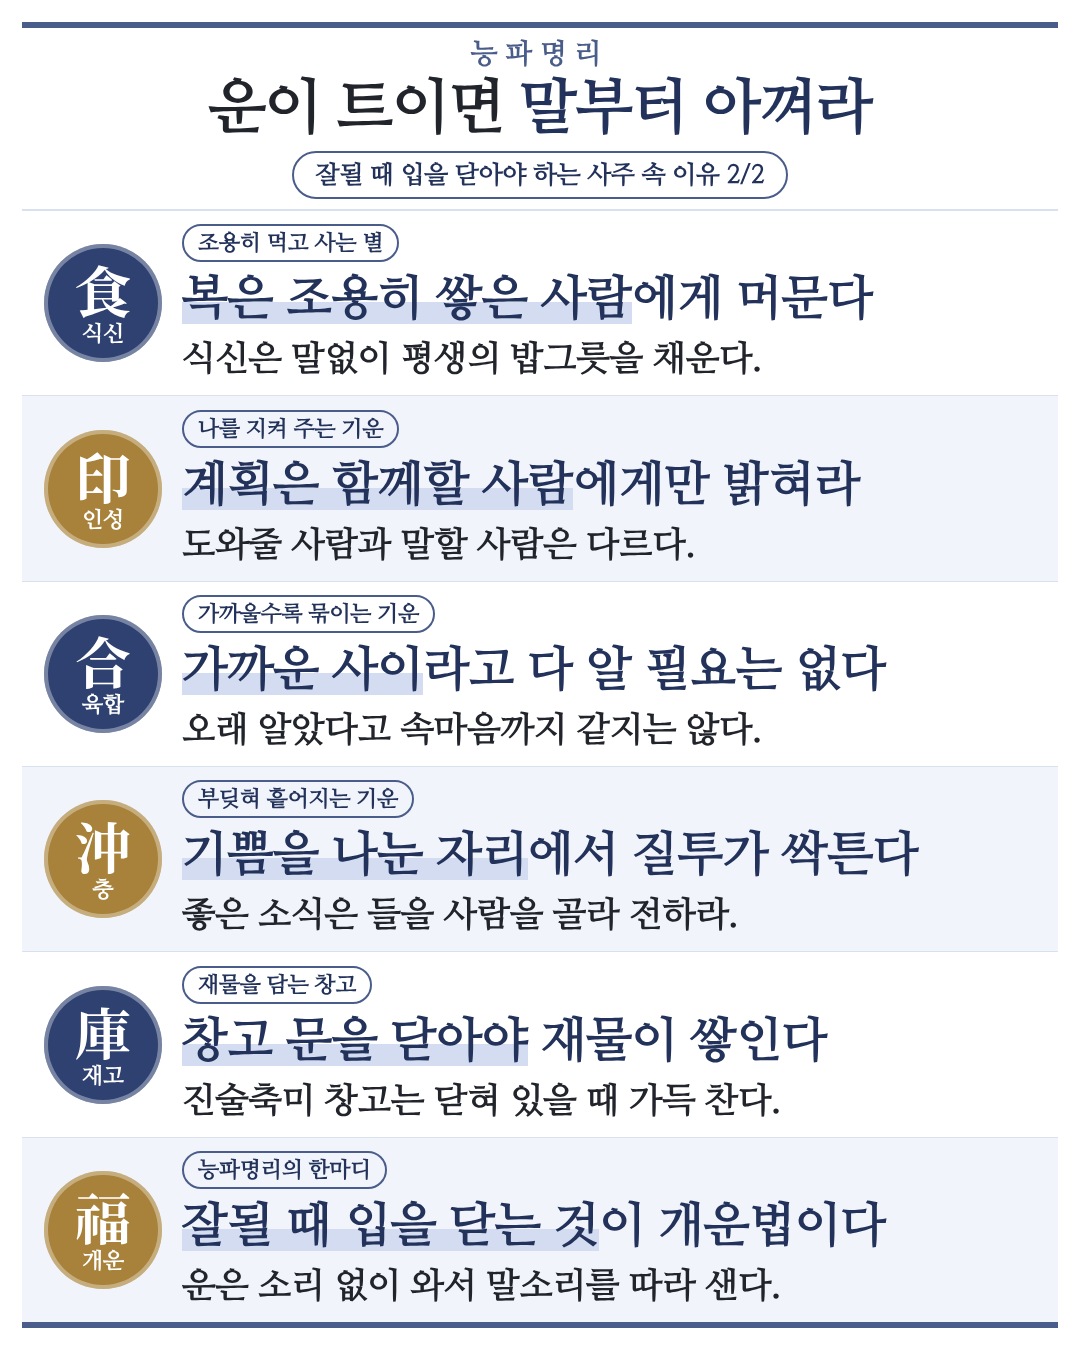 능파명리
운이 트이면 말부터 아껴라
잘될 때 입을 닫아야 하는 사주 속 이유 2/2
조용히 먹고 사는 별
食
식신
복은 조용히 쌓은 사람에게 머문다
식신은 말없이 평생의 밥그릇을 채운다.
나를 지켜 주는 기운
印
인성
계획은 함께할 사람에게만 밝혀라
도와줄 사람과 말할 사람은 다르다.
가까울수록 묶이는 기운
合
육합
가까운 사이라고 다 알 필요는 없다
오래 알았다고 속마음까지 같지는 않다.
부딪혀 흩어지는 기운
沖
충
기쁨을 나눈 자리에서 질투가 싹튼다
좋은 소식은 들을 사람을 골라 전하라.
재물을 담는 창고
庫
재고
창고 문을 닫아야 재물이 쌓인다
진술축미 창고는 닫혀 있을 때 가득 찬다.
능파명리의 한마디
福
개운
잘될 때 입을 닫는 것이 개운법이다
운은 소리 없이 와서 말소리를 따라 샌다.